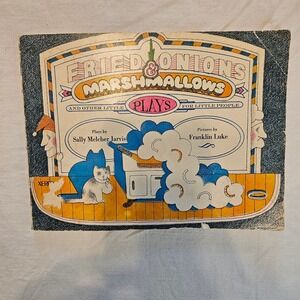 FRIED ONIONS
&
MARSHMALLOWS
AND OTHER LITTLE PLAYS FOR LITTLE PEOPLE
Plays by
Sally Melcher Jarvis
Pictures by
Franklin Luke